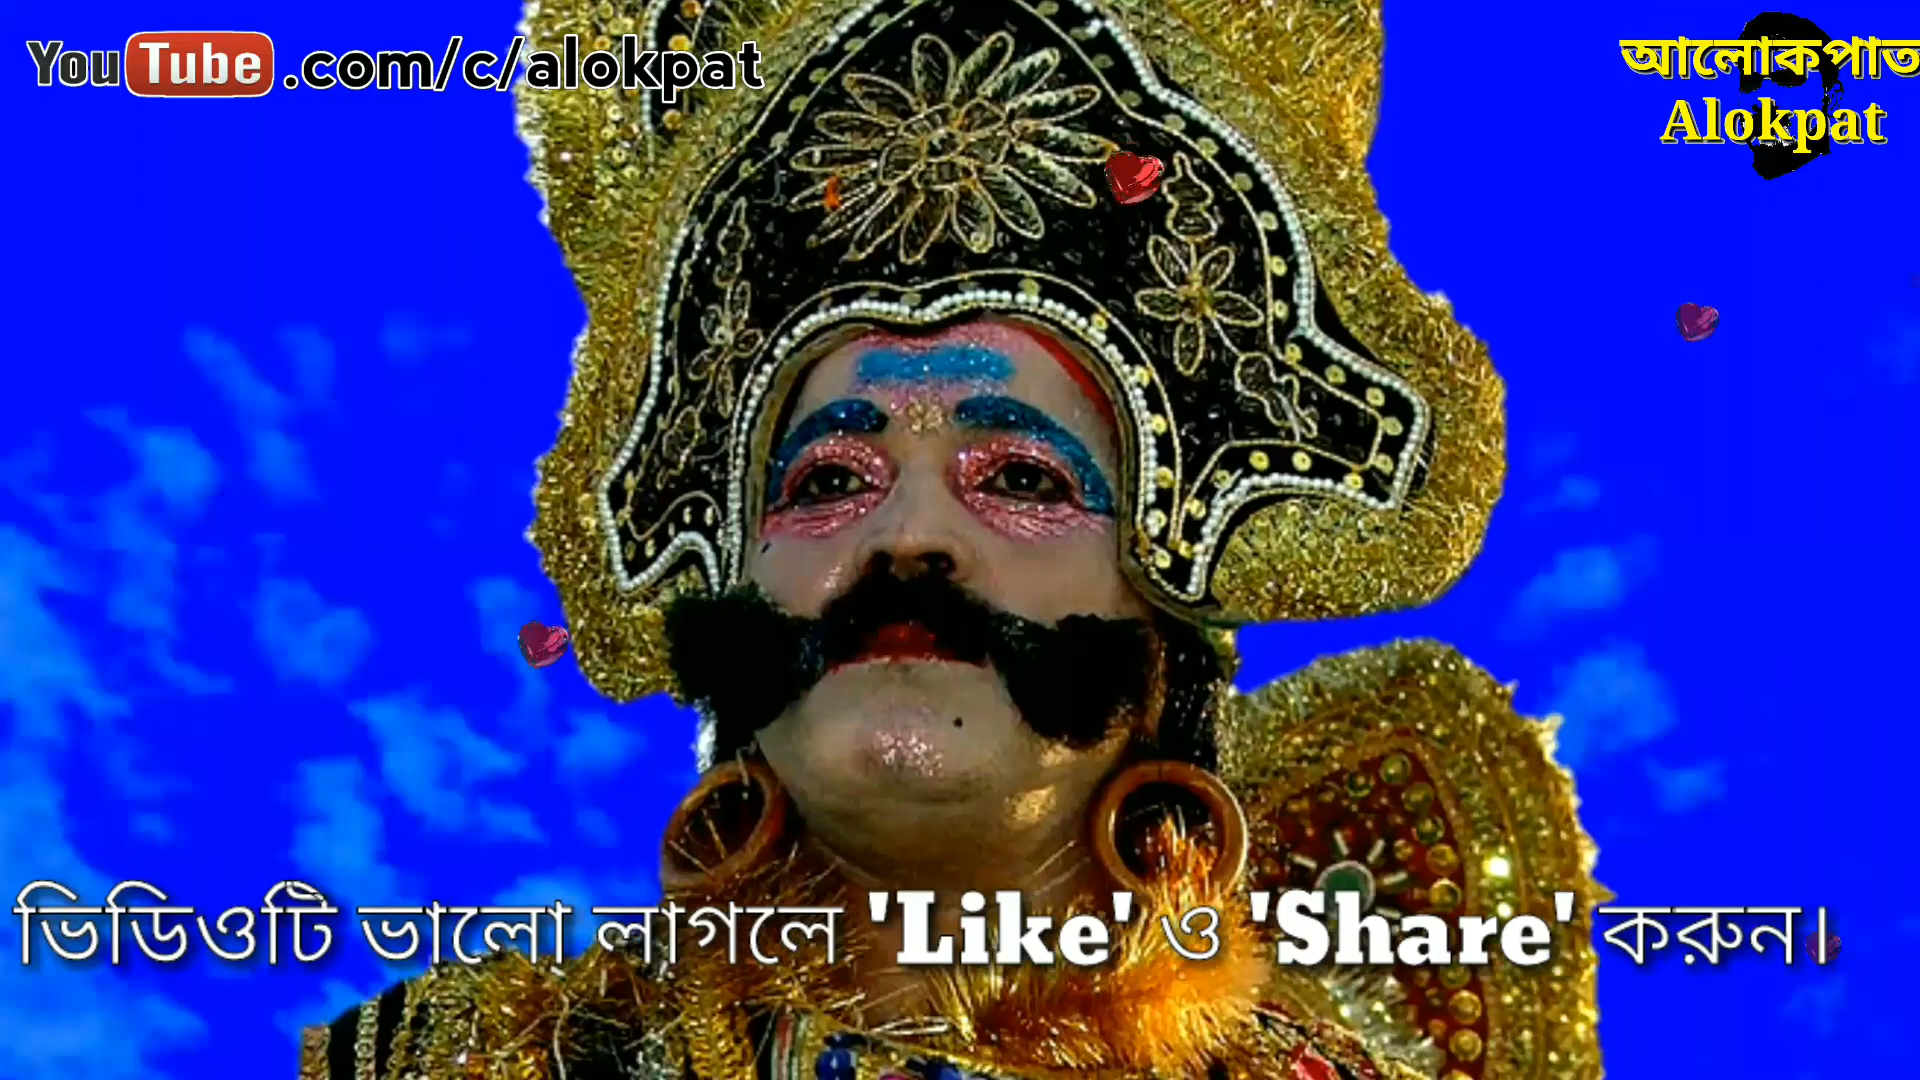 YouTube.com/c/alokpat
আলোকপাত
Alokpat
ভিডিওটি ভালো লাগলে 'Like' ও 'Share' করুন।